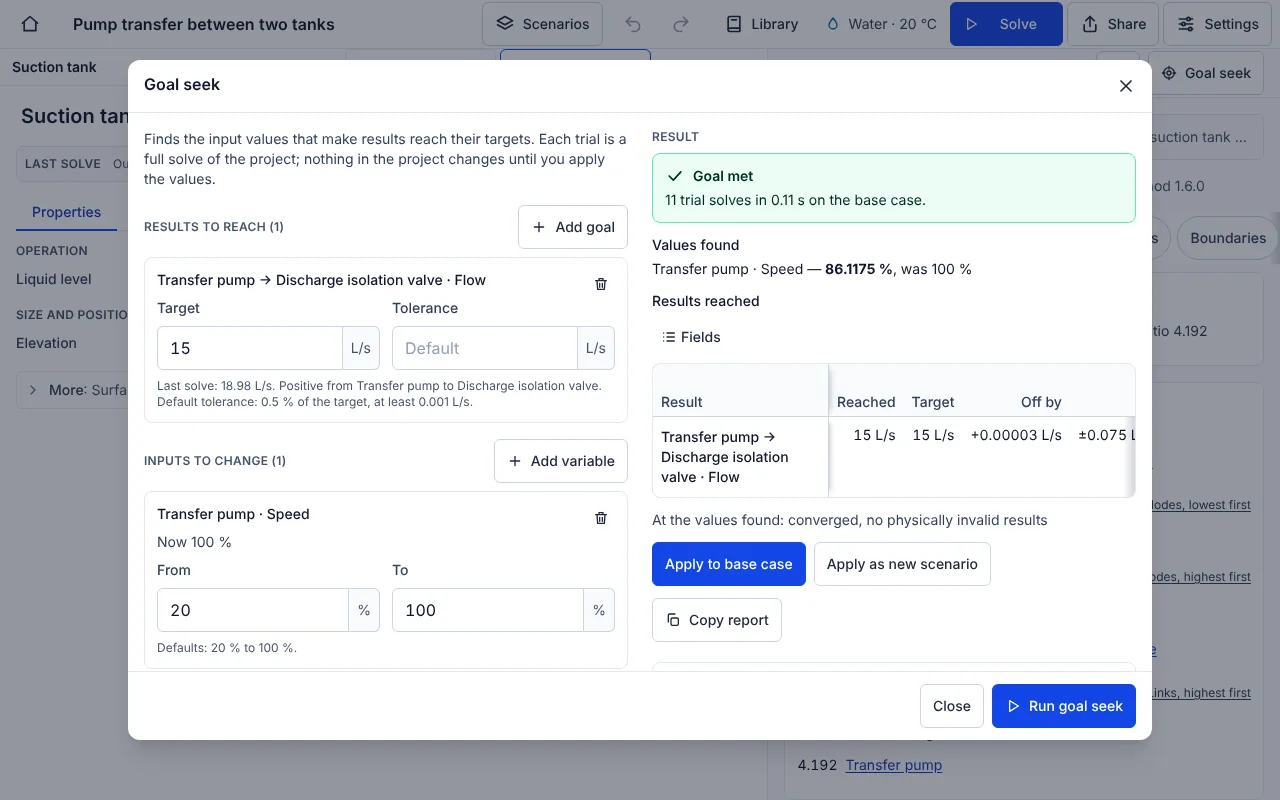 Pump transfer between two tanks
Scenarios
Library
Water · 20 °C
Solve
Share
Settings
Suction tank
Goal seek
Suction tan
LAST SOLVE Ou
Properties
OPERATION
Liquid level
SIZE AND POSITIO
Elevation
More: Surfa
Goal seek
Finds the input values that make results reach their targets. Each trial is a
full solve of the project; nothing in the project changes until you apply
the values.
RESULTS TO REACH (1)
Add goal
Transfer pump → Discharge isolation valve · Flow
Target
Tolerance
15 L/s
Default L/s
Last solve: 18.98 L/s. Positive from Transfer pump to Discharge isolation valve.
Default tolerance: 0.5 % of the target, at least 0.001 L/s.
INPUTS TO CHANGE (1)
Add variable
Transfer pump · Speed
Now 100 %
From
To
20 %
100 %
Defaults: 20 % to 100 %.
RESULT
Goal met
11 trial solves in 0.11 s on the base case.
Values found
Transfer pump · Speed — 86.1175 %, was 100 %
Results reached
Fields
Result Reached Target Off by
Transfer pump →
Discharge isolation
valve · Flow
15 L/s 15 L/s +0.00003 L/s ±0.075 L
At the values found: converged, no physically invalid results
Apply to base case
Apply as new scenario
Copy report
Close
Run goal seek
suction tank ...
od 1.6.0
s
Boundaries
tio 4.192
odes, lowest first
odes, highest first
e
inks, highest first
4.192 Transfer pump